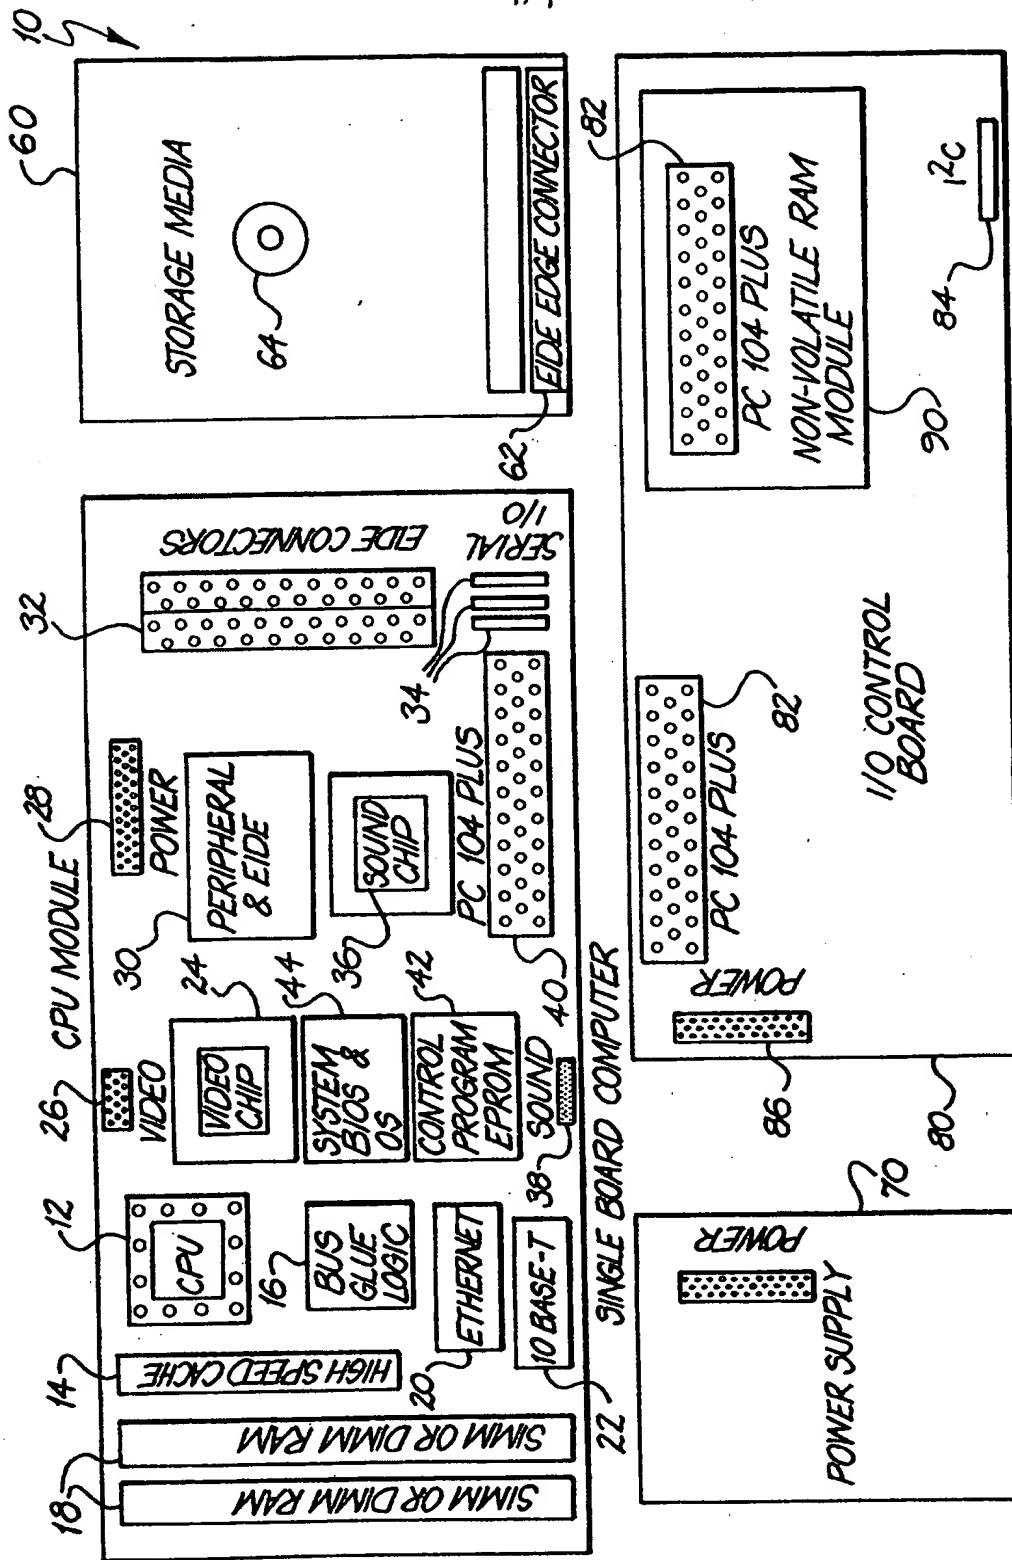 10
60
STORAGE MEDIA
64
EIDE EDGE CONNECTOR
62
CPU MODULE
18
SIMM OR DIMM RAM
SIMM OR DIMM RAM
14
HIGH SPEED CACHE
12
CPU
16
BUS
GLUE
LOGIC
20
ETHERNET
22
10 BASE-T
26
VIDEO
24
VIDEO
CHIP
44
SYSTEM
BIOS &
OS
42
CONTROL
PROGRAM
EPROM
38
SOUND
28
POWER
30
PERIPHERAL
& EIDE
36
SOUND
CHIP
40
PC 104 PLUS
32
EIDE CONNECTORS
34
SERIAL
I/O
SINGLE BOARD COMPUTER
70
POWER
POWER SUPPLY
80
86
POWER
82
PC 104 PLUS
I/O CONTROL
BOARD
82
PC 104 PLUS
NON-VOLATILE RAM
MODULE
90
84
I²C